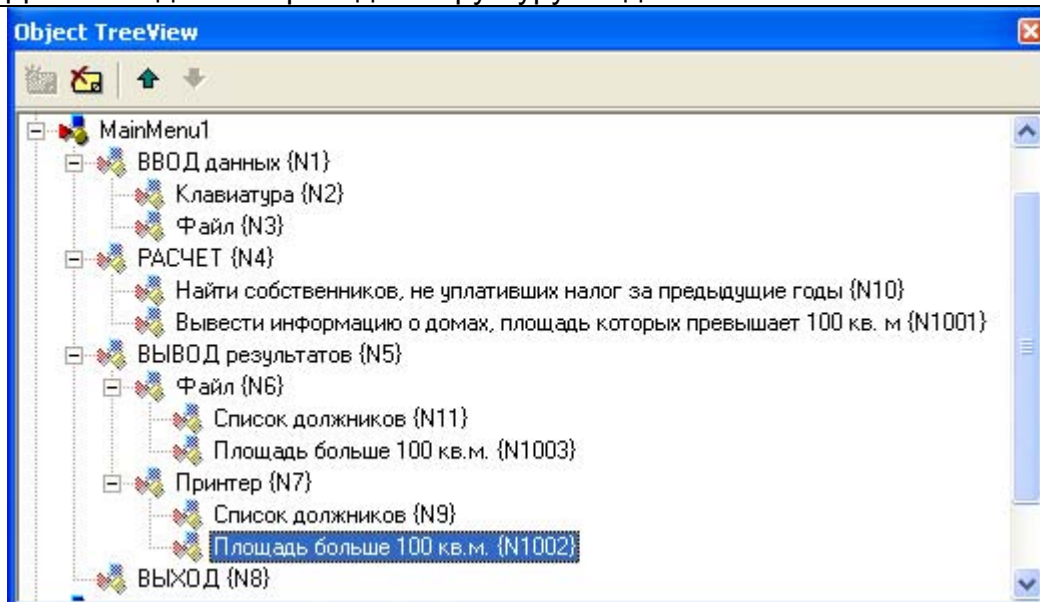 Object TreeView
MainMenu1
ВВОД данных {N1}
Клавиатура {N2}
Файл {N3}
РАСЧЕТ {N4}
Найти собственников, не уплативших налог за предыдущие годы {N10}
Вывести информацию о домах, площадь которых превышает 100 кв. м {N1001}
ВЫВОД результатов {N5}
Файл {N6}
Список должников {N11}
Площадь больше 100 кв.м. {N1003}
Принтер {N7}
Список должников {N9}
Площадь больше 100 кв.м. {N1002}
ВЫХОД {N8}